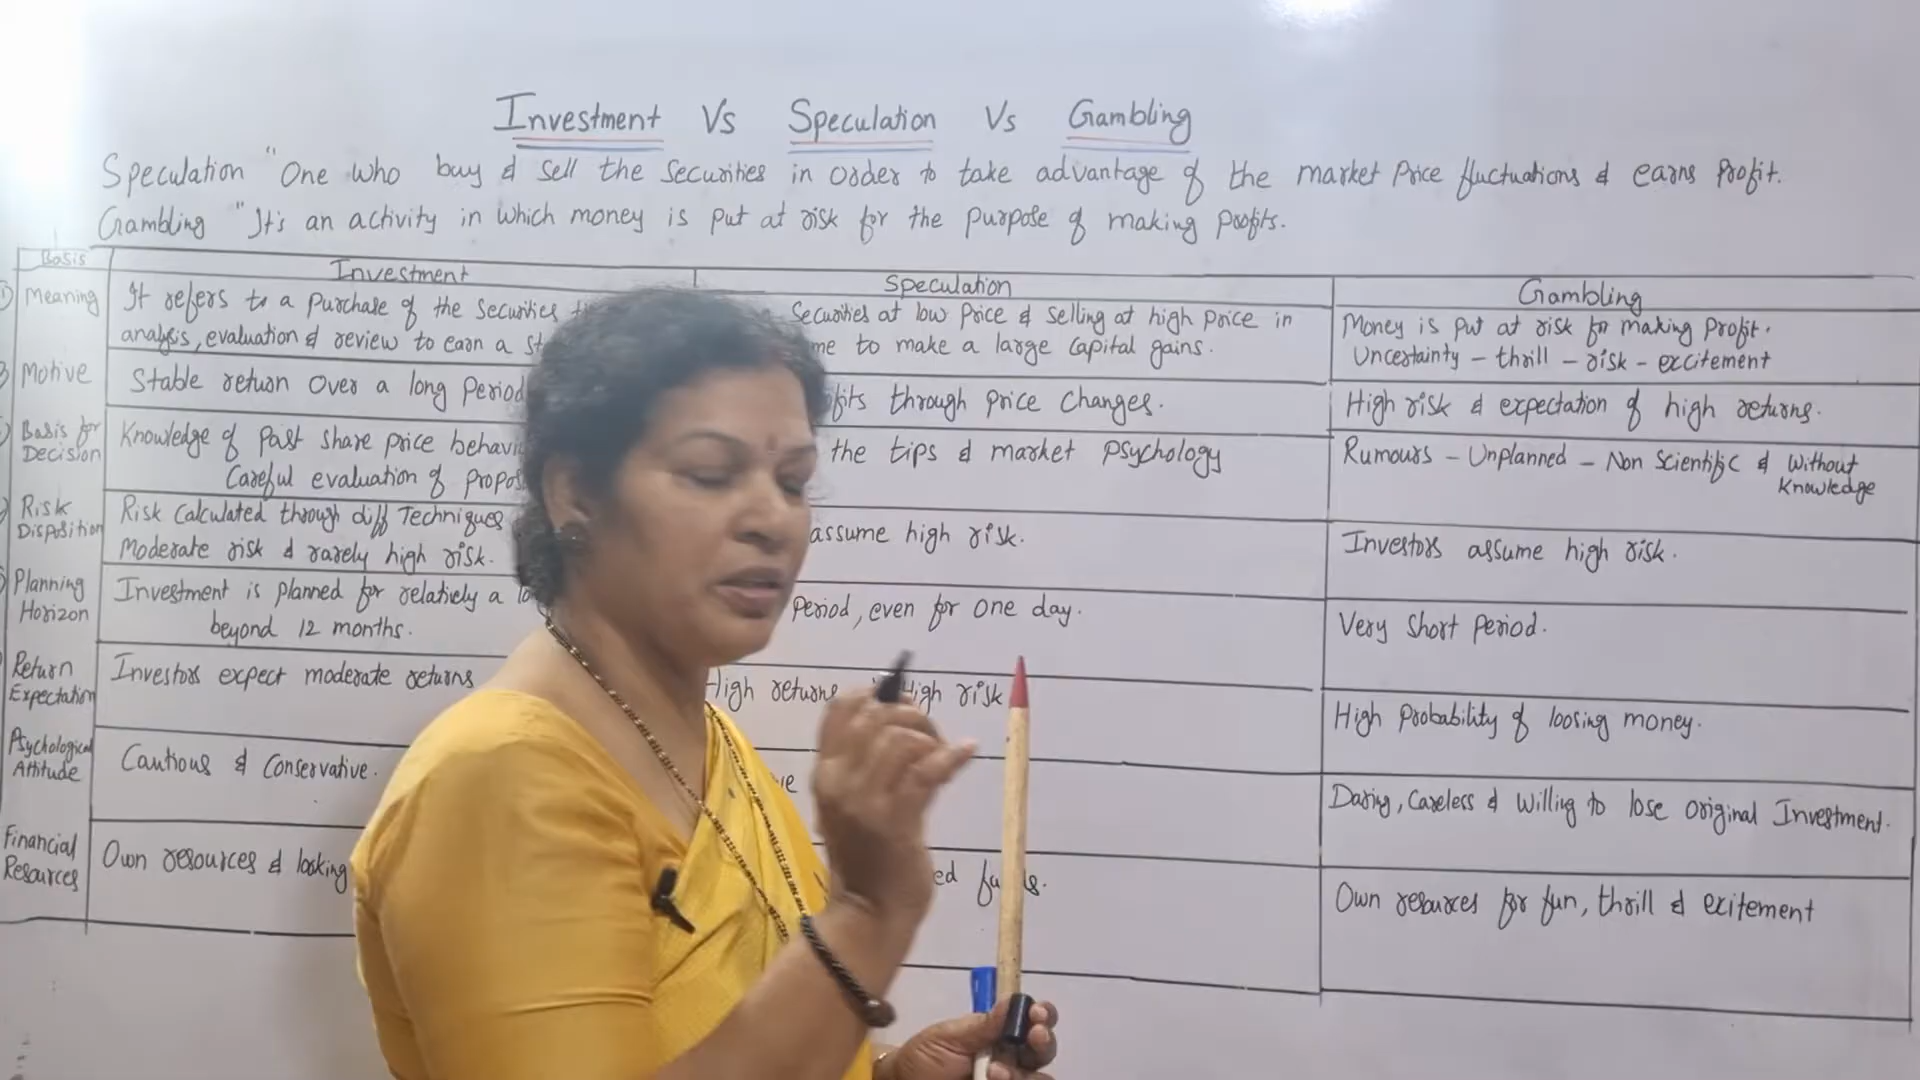 Investment Vs Speculation Vs Gambling
Speculation "One who buy & sell the securities in order to take advantage of the market price fluctuations & earns profit.
Gambling "It's an activity in which money is put at risk for the purpose of making profits.
Basis Investment Speculation Gambling
Meaning
It refers to a purchase of the securities
analysis, evaluation & review to earn a
Securities at low price & selling at high price in
to make a large capital gains.
Money is put at risk for making profit.
Uncertainty - thrill - risk - excitement
Motive
Stable return over a long period
through price changes.
High risk & expectation of high returns.
Basis for
Decision
Knowledge of past share price
Careful evaluation of
the tips & market psychology
Rumours - Unplanned - Non Scientific & without
knowledge
Risk
Disposition
Risk calculated through diff Techniques
Moderate risk & rarely high risk.
assume high risk.
Investors assume high risk.
Planning
Horizon
Investment is planned for relatiely a
beyond 12 months.
Period, even for one day.
Very short period.
Return
Expectation
Investors expect moderate returns
High returns High risk
High probability of loosing money.
Psychological
Attitude
Cautious & Conservative.
Daring, Careless & Willing to lose original Investment.
Financial
Resources
Own resources & looking
Own resources for fun, thrill & exitement